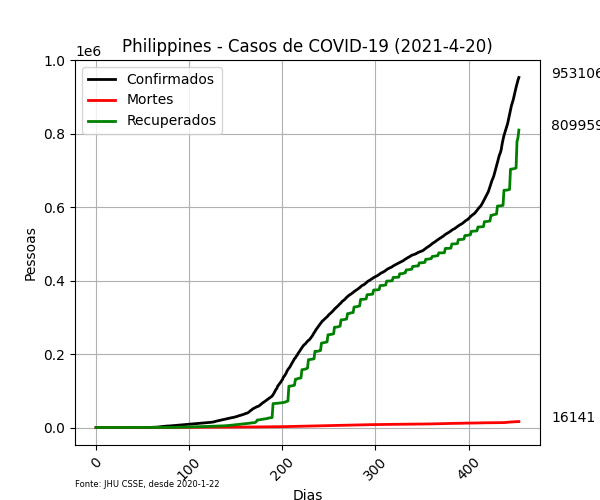 Philippines - Casos de COVID-19 (2021-4-20)
1e6
1.0
0.8
0.6
0.4
0.2
0.0
Pessoas
Confirmados
Mortes
Recuperados
953106
809959
16141
0
100
200
300
400
Dias
Fonte: JHU CSSE, desde 2020-1-22